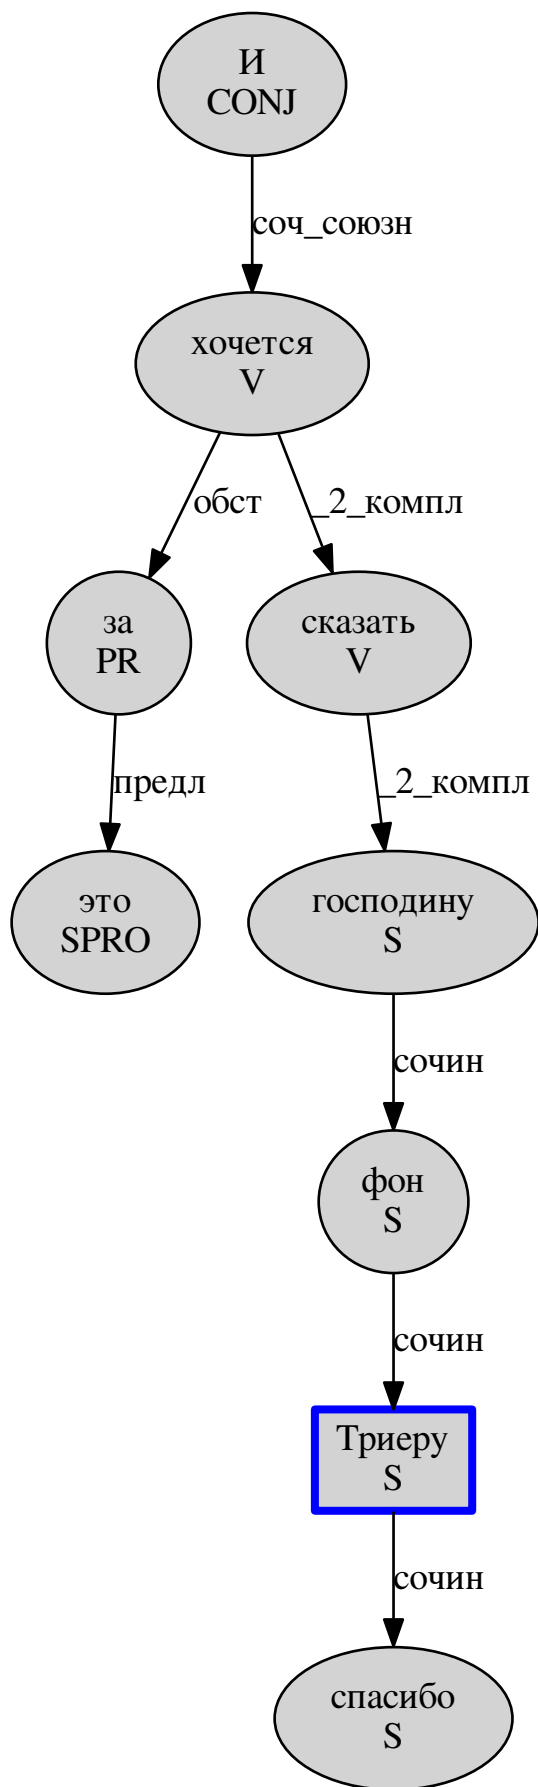 И
CONJ
соч_союзн
хочется
V
обст
_2_компл
за
PR
сказать
V
предл
_2_компл
это
SPRO
господину
S
сочин
фон
S
сочин
Триеру
S
сочин
спасибо
S